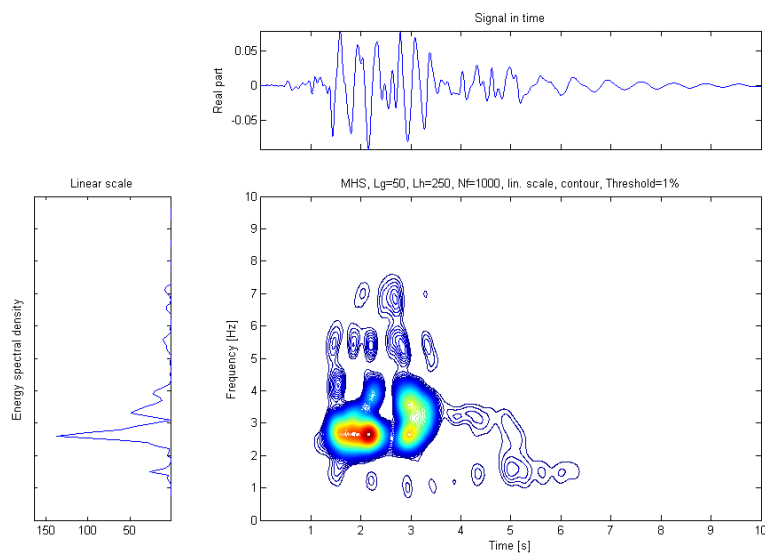 Signal in time
Real part
0.05
0
-0.05
Linear scale
Energy spectral density
150 100 50
MHS, Lg=50, Lh=250, Nf=1000, lin. scale, contour, Threshold=1%
Frequency [Hz]
10
9
8
7
6
5
4
3
2
1
0
1 2 3 4 5 6 7 8 9 10
Time [s]